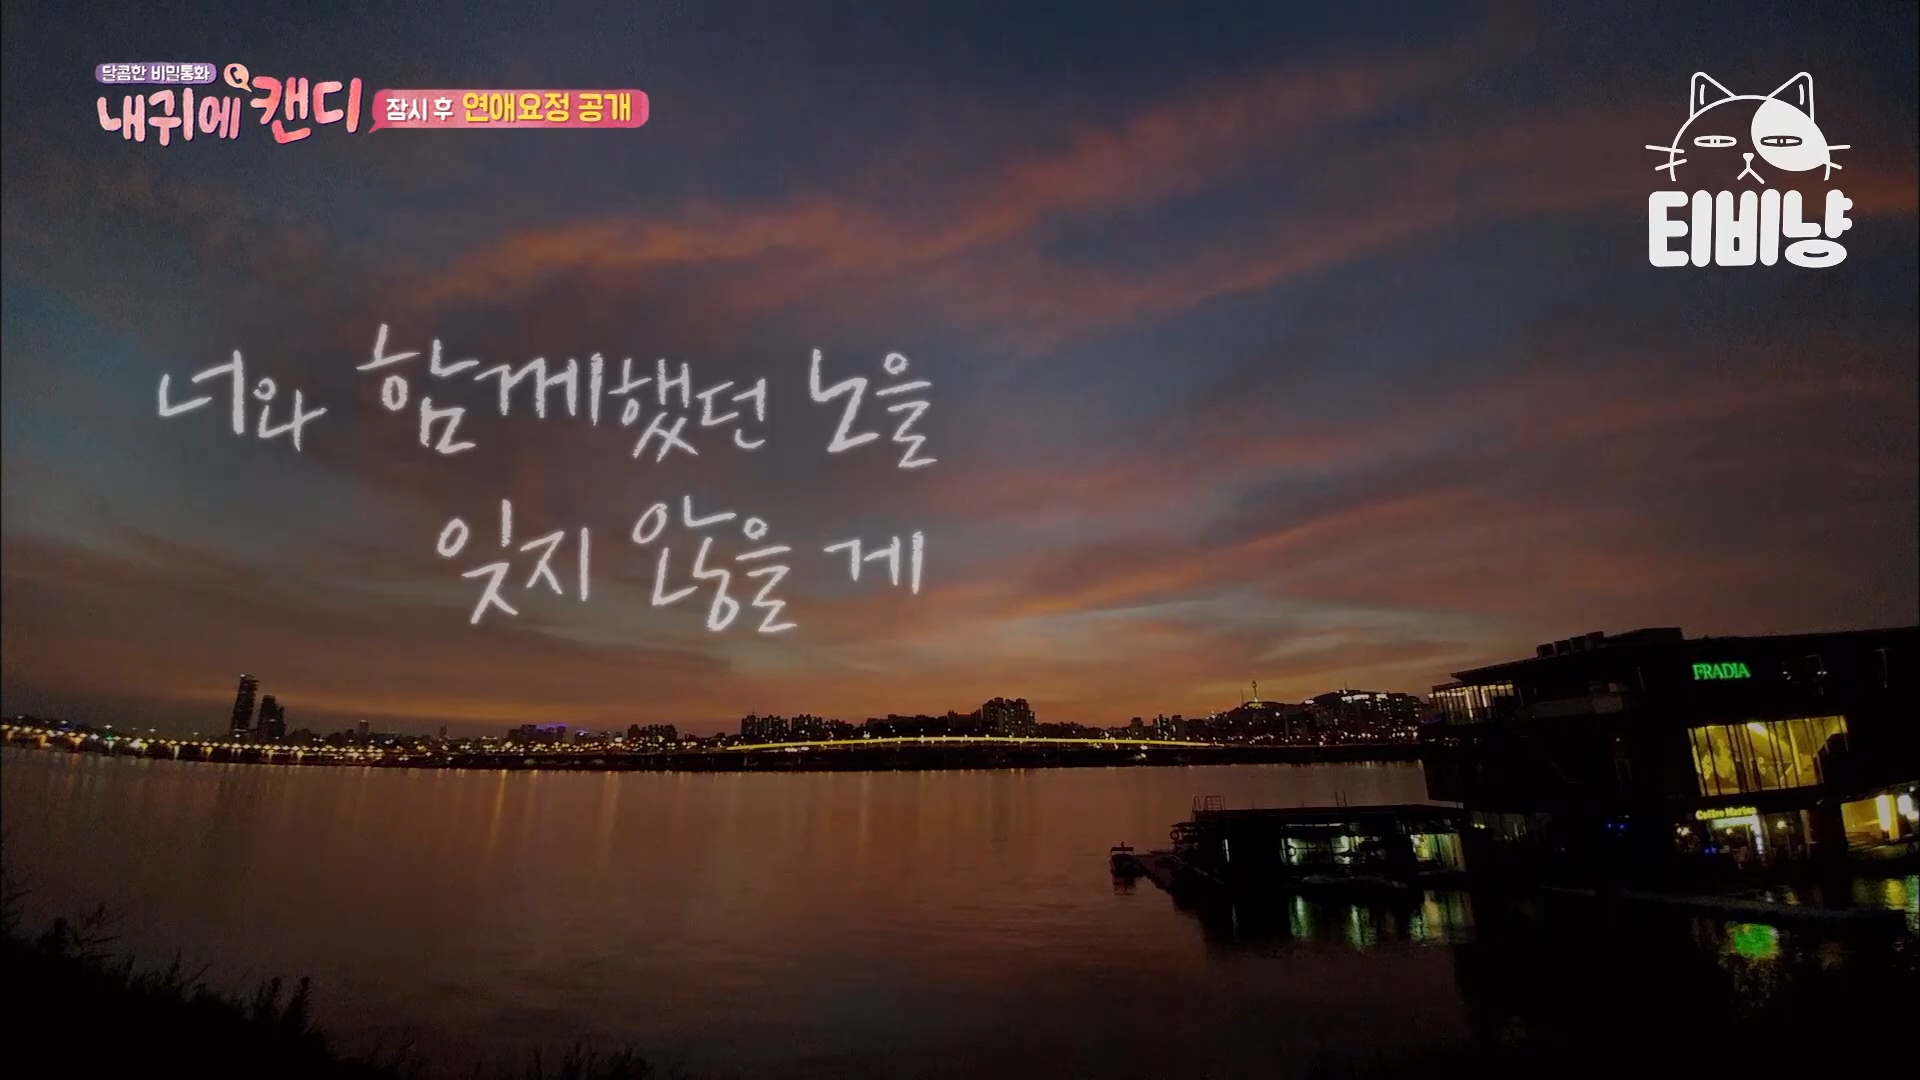 달콤한 비밀통화
내귀에 캔디
잠시 후 연애요정 공개
티비냥
너와 함께했던 노을
잊지 않을게
FRADIA
Coffee Marina